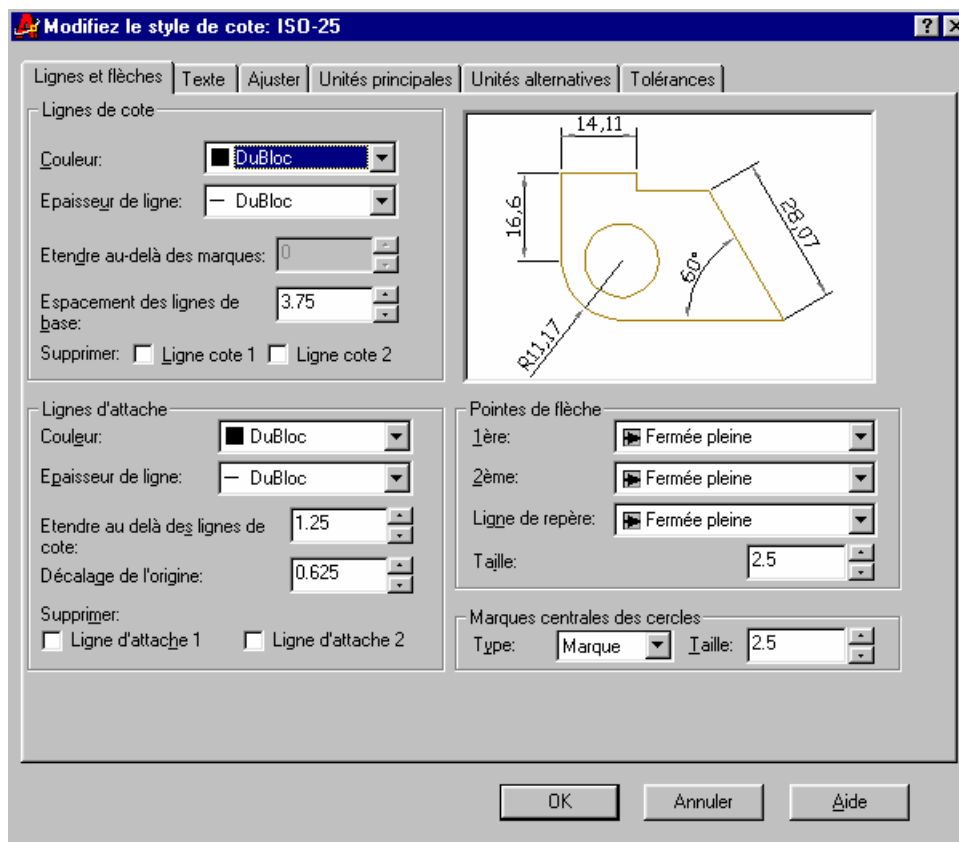 Modifiez le style de cote: ISO-25
Lignes et flèches
Texte
Ajuster
Unités principales
Unités alternatives
Tolérances
Lignes de cote
Couleur:
DuBloc
Epaisseur de ligne:
DuBloc
Etendre au-delà des marques:
0
Espacement des lignes de
base:
3.75
Supprimer:
Ligne cote 1
Ligne cote 2
14,11
16,6
28,07
60°
R11,17
Lignes d'attache
Couleur:
DuBloc
Epaisseur de ligne:
DuBloc
Etendre au delà des lignes de
cote:
1.25
Décalage de l'origine:
0.625
Supprimer:
Ligne d'attache 1
Ligne d'attache 2
Pointes de flèche
1ère:
Fermée pleine
2ème:
Fermée pleine
Ligne de repère:
Fermée pleine
Taille:
2.5
Marques centrales des cercles
Type:
Marque
Taille:
2.5
OK
Annuler
Aide